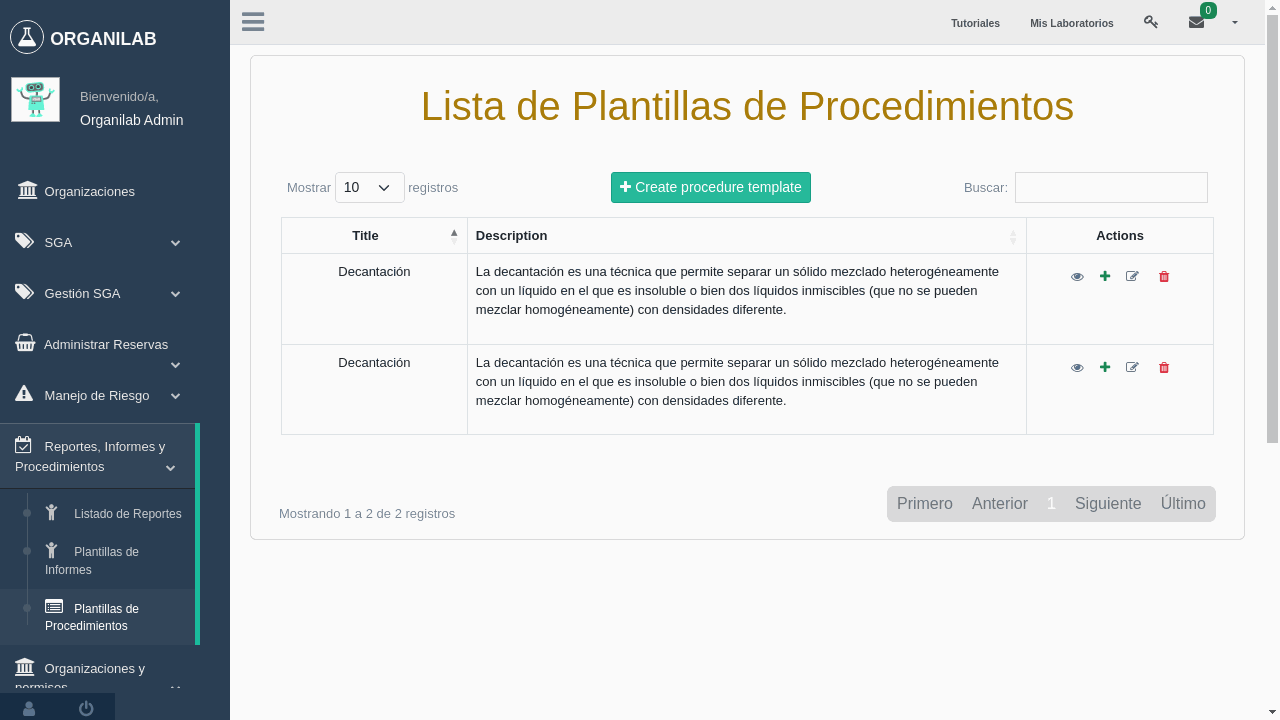 ORGANILAB
Bienvenido/a,
Organilab Admin
Organizaciones
SGA
Gestión SGA
Administrar Reservas
Manejo de Riesgo
Reportes, Informes y
Procedimientos
Listado de Reportes
Plantillas de
Informes
Plantillas de
Procedimientos
Organizaciones y
permisos
Tutoriales
Mis Laboratorios
0
Lista de Plantillas de Procedimientos
Mostrar 10 registros
Create procedure template
Buscar:
Title Description Actions
Decantación
La decantación es una técnica que permite separar un sólido mezclado heterogéneamente
con un líquido en el que es insoluble o bien dos líquidos inmiscibles (que no se pueden
mezclar homogéneamente) con densidades diferente.
Decantación
La decantación es una técnica que permite separar un sólido mezclado heterogéneamente
con un líquido en el que es insoluble o bien dos líquidos inmiscibles (que no se pueden
mezclar homogéneamente) con densidades diferente.
Mostrando 1 a 2 de 2 registros
Primero Anterior 1 Siguiente Último